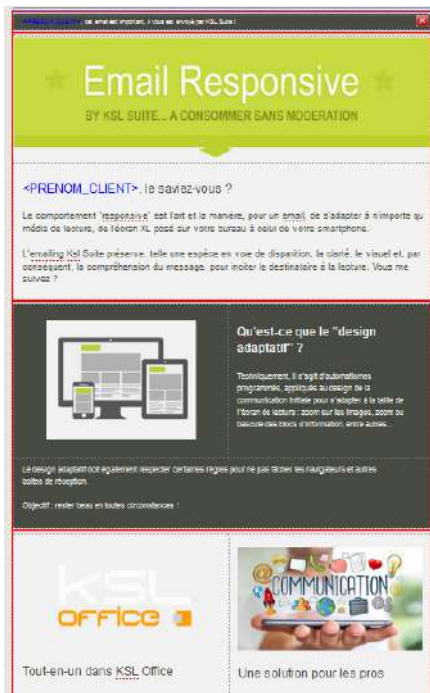 <PRENOM_CLIENT>, cet email est important, il vous est envoyé par KSL Suite !
Email Responsive
BY KSL SUITE... A CONSOMMER SANS MODERATION
<PRENOM_CLIENT>, le saviez-vous ?
Le comportement "responsive" est l'art et la manière, pour un email, de s'adapter à n'importe qu
média de lecture, de l'écran XL posé sur votre bureau à celui de votre smartphone.
L'emailing Ksl Suite préserve, telle une espèce en voie de disparition, la clarté, le visuel et, par
conséquent, la compréhension du message, pour inciter le destinataire à la lecture. Vous me
suivez ?
Qu'est-ce que le "design
adaptatif" ?
Techniquement, il s'agit d'automatismes
programmés, appliqués au design de la
communication initiale pour s'adapter à la taille de
l'écran de lecture : zoom sur les images, zoom ou
bascule des blocs d'information, entre autres...
Le design adaptatif doit également respecter certaines règles pour ne pas fâcher les navigateurs et autres
boîtes de réception.
Objectif : rester beau en toutes circonstances !
KSL
OFFICE
COMMUNICATION
Tout-en-un dans KSL Office
Une solution pour les pros